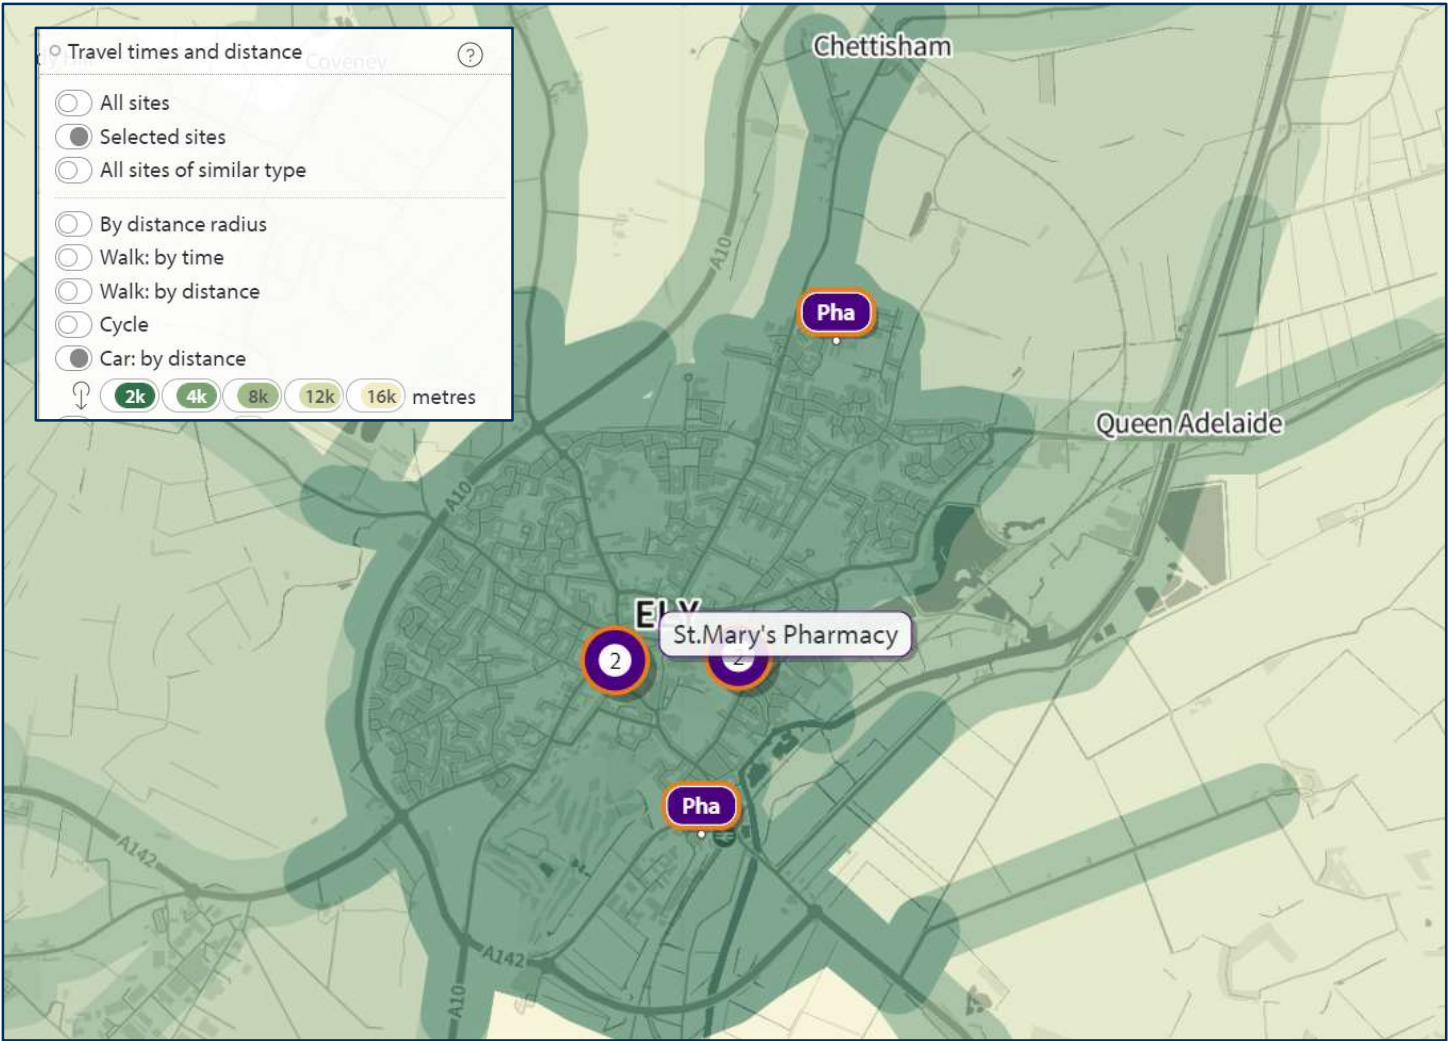 Travel times and distance
?
Coveney
All sites
Selected sites
All sites of similar type
By distance radius
Walk: by time
Walk: by distance
Cycle
Car: by distance
2k 4k 8k 12k 16k metres
Chettisham
A10
Pha
Queen Adelaide
A10
ELY
St.Mary's Pharmacy
2
2
Pha
A142
A142
A10